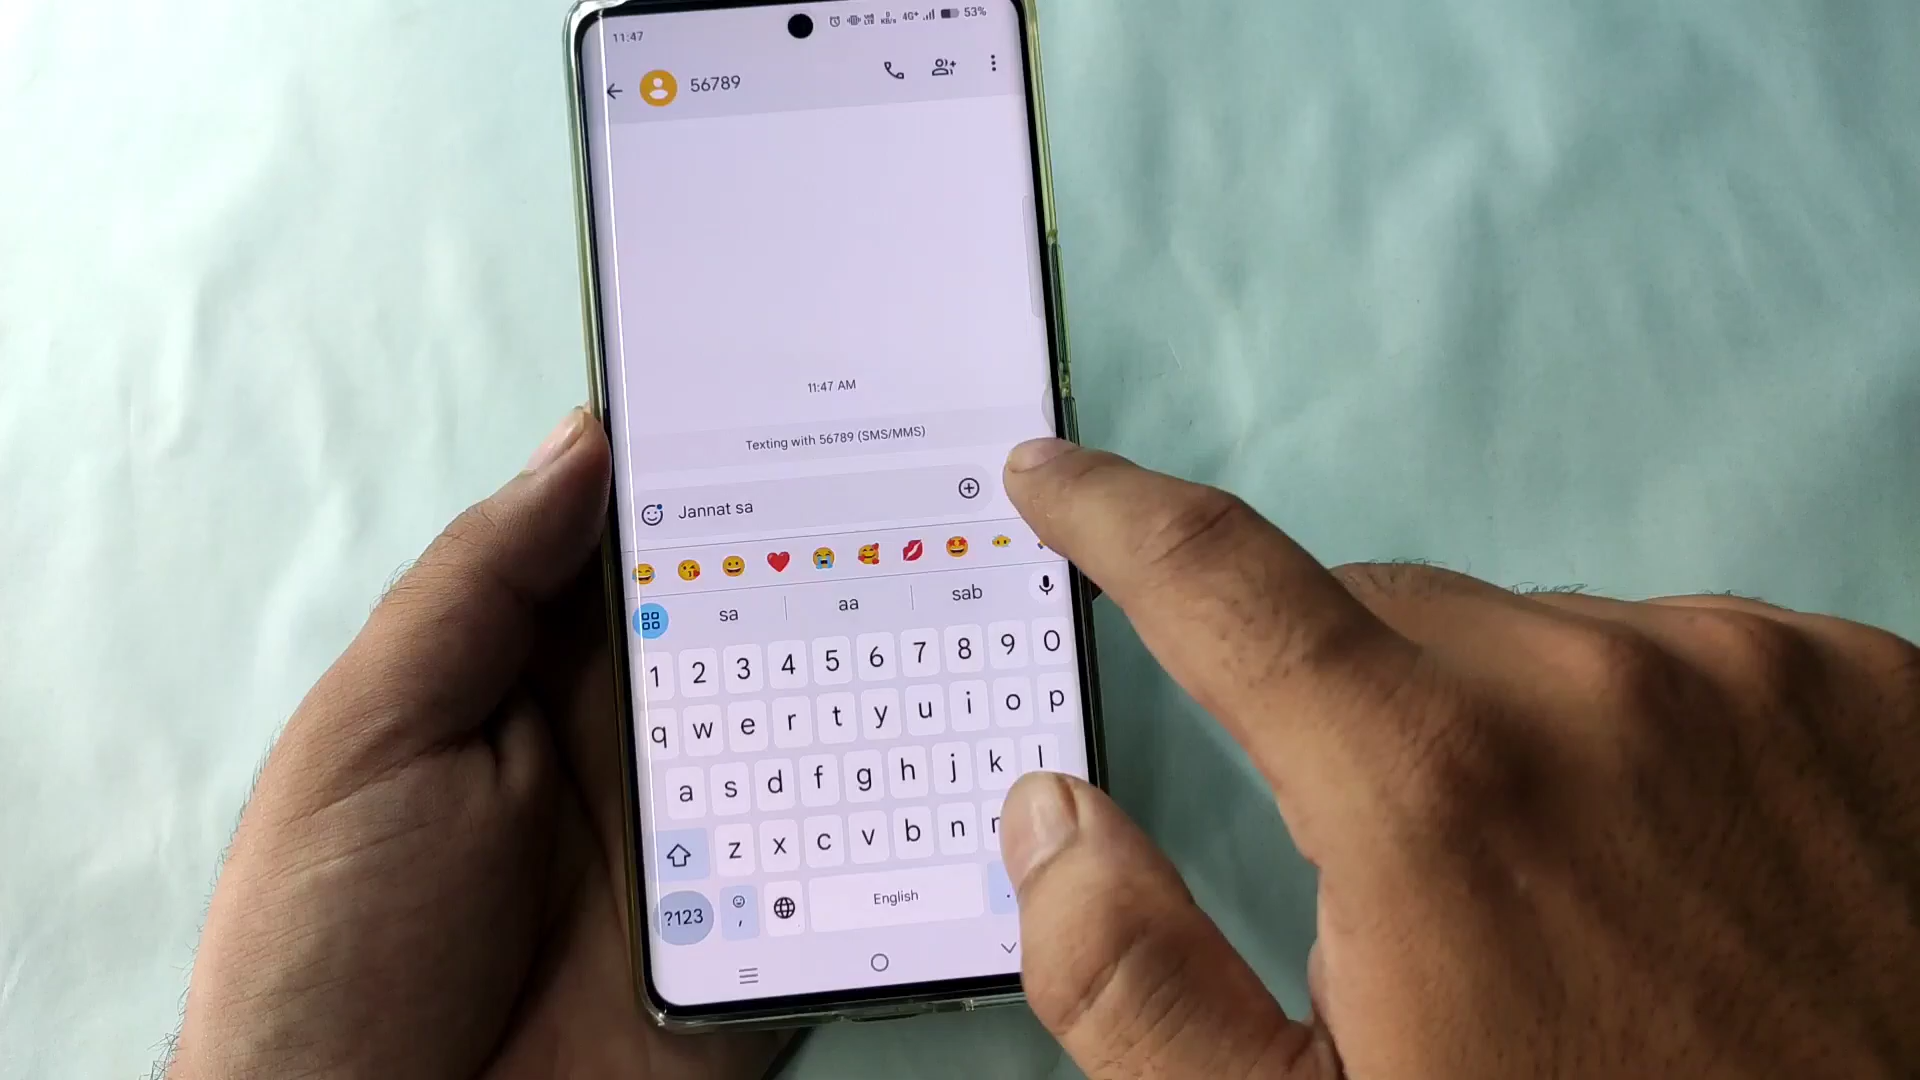 11:47
4G+ 53%
56789
11:47 AM
Texting with 56789 (SMS/MMS)
Jannat sa
sa aa sab
1 2 3 4 5 6 7 8 9 0
q w e r t y u i o p
a s d f g h j k l
z x c v b n
?123 , English .